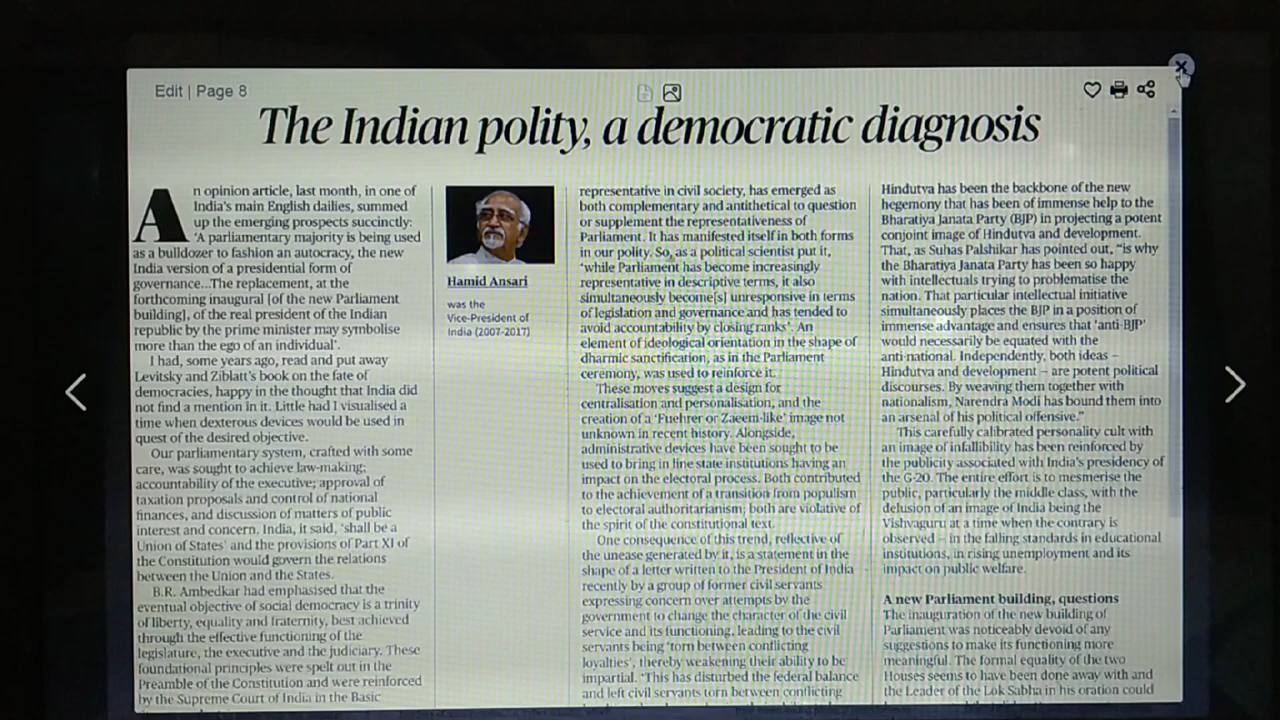 Edit | Page 8
The Indian polity, a democratic diagnosis
An opinion article, last month, in one of
India's main English dailies, summed
up the emerging prospects succinctly:
'A parliamentary majority is being used
as a bulldozer to fashion an autocracy, the new
India version of a presidential form of
governance...The replacement, at the
forthcoming inaugural [of the new Parliament
building], of the real president of the Indian
republic by the prime minister may symbolise
more than the ego of an individual'.
I had, some years ago, read and put away
Levitsky and Ziblatt's book on the fate of
democracies, happy in the thought that India did
not find a mention in it. Little had I visualised a
time when dexterous devices would be used in
quest of the desired objective.
Our parliamentary system, crafted with some
care, was sought to achieve law-making;
accountability of the executive; approval of
taxation proposals and control of national
finances, and discussion of matters of public
interest and concern. India, it said, 'shall be a
Union of States' and the provisions of Part XI of
the Constitution would govern the relations
between the Union and the States.
B.R. Ambedkar had emphasised that the
eventual objective of social democracy is a trinity
of liberty, equality and fraternity, best achieved
through the effective functioning of the
legislature, the executive and the judiciary. These
foundational principles were spelt out in the
Preamble of the Constitution and were reinforced
by the Supreme Court of India in the Basic
Hamid Ansari
was the
Vice-President of
India (2007-2017)
representative in civil society, has emerged as
both complementary and antithetical to question
or supplement the representativeness of
Parliament. It has manifested itself in both forms
in our polity. So, as a political scientist put it,
'while Parliament has become increasingly
representative in descriptive terms, it also
simultaneously become[s] unresponsive in terms
of legislation and governance and has tended to
avoid accountability by closing ranks'. An
element of ideological orientation in the shape of
dharmic sanctification, as in the Parliament
ceremony, was used to reinforce it.
These moves suggest a design for
centralisation and personalisation, and the
creation of a 'Fuehrer or Zaeem-like' image not
unknown in recent history. Alongside,
administrative devices have been sought to be
used to bring in line state institutions having an
impact on the electoral process. Both contributed
to the achievement of a transition from populism
to electoral authoritarianism; both are violative of
the spirit of the constitutional text.
One consequence of this trend, reflective of
the unease generated by it, is a statement in the
shape of a letter written to the President of India
recently by a group of former civil servants
expressing concern over attempts by the
government to change the character of the civil
service and its functioning, leading to the civil
servants being 'torn between conflicting
loyalties', thereby weakening their ability to be
impartial. 'This has disturbed the federal balance
and left civil servants torn between conflicting
Hindutva has been the backbone of the new
hegemony that has been of immense help to the
Bharatiya Janata Party (BJP) in projecting a potent
conjoint image of Hindutva and development.
That, as Suhas Palshikar has pointed out, "is why
the Bharatiya Janata Party has been so happy
with intellectuals trying to problematise the
nation. That particular intellectual initiative
simultaneously places the BJP in a position of
immense advantage and ensures that 'anti-BJP'
would necessarily be equated with the
anti-national. Independently, both ideas –
Hindutva and development – are potent political
discourses. By weaving them together with
nationalism, Narendra Modi has bound them into
an arsenal of his political offensive."
This carefully calibrated personality cult with
an image of infallibility has been reinforced by
the publicity associated with India's presidency of
the G-20. The entire effort is to mesmerise the
public, particularly the middle class, with the
delusion of an image of India being the
Vishvaguru at a time when the contrary is
observed – in the falling standards in educational
institutions, in rising unemployment and its
impact on public welfare.
A new Parliament building, questions
The inauguration of the new building of
Parliament was noticeably devoid of any
suggestions to make its functioning more
meaningful. The formal equality of the two
Houses seems to have been done away with and
the Leader of the Lok Sabha in his oration could